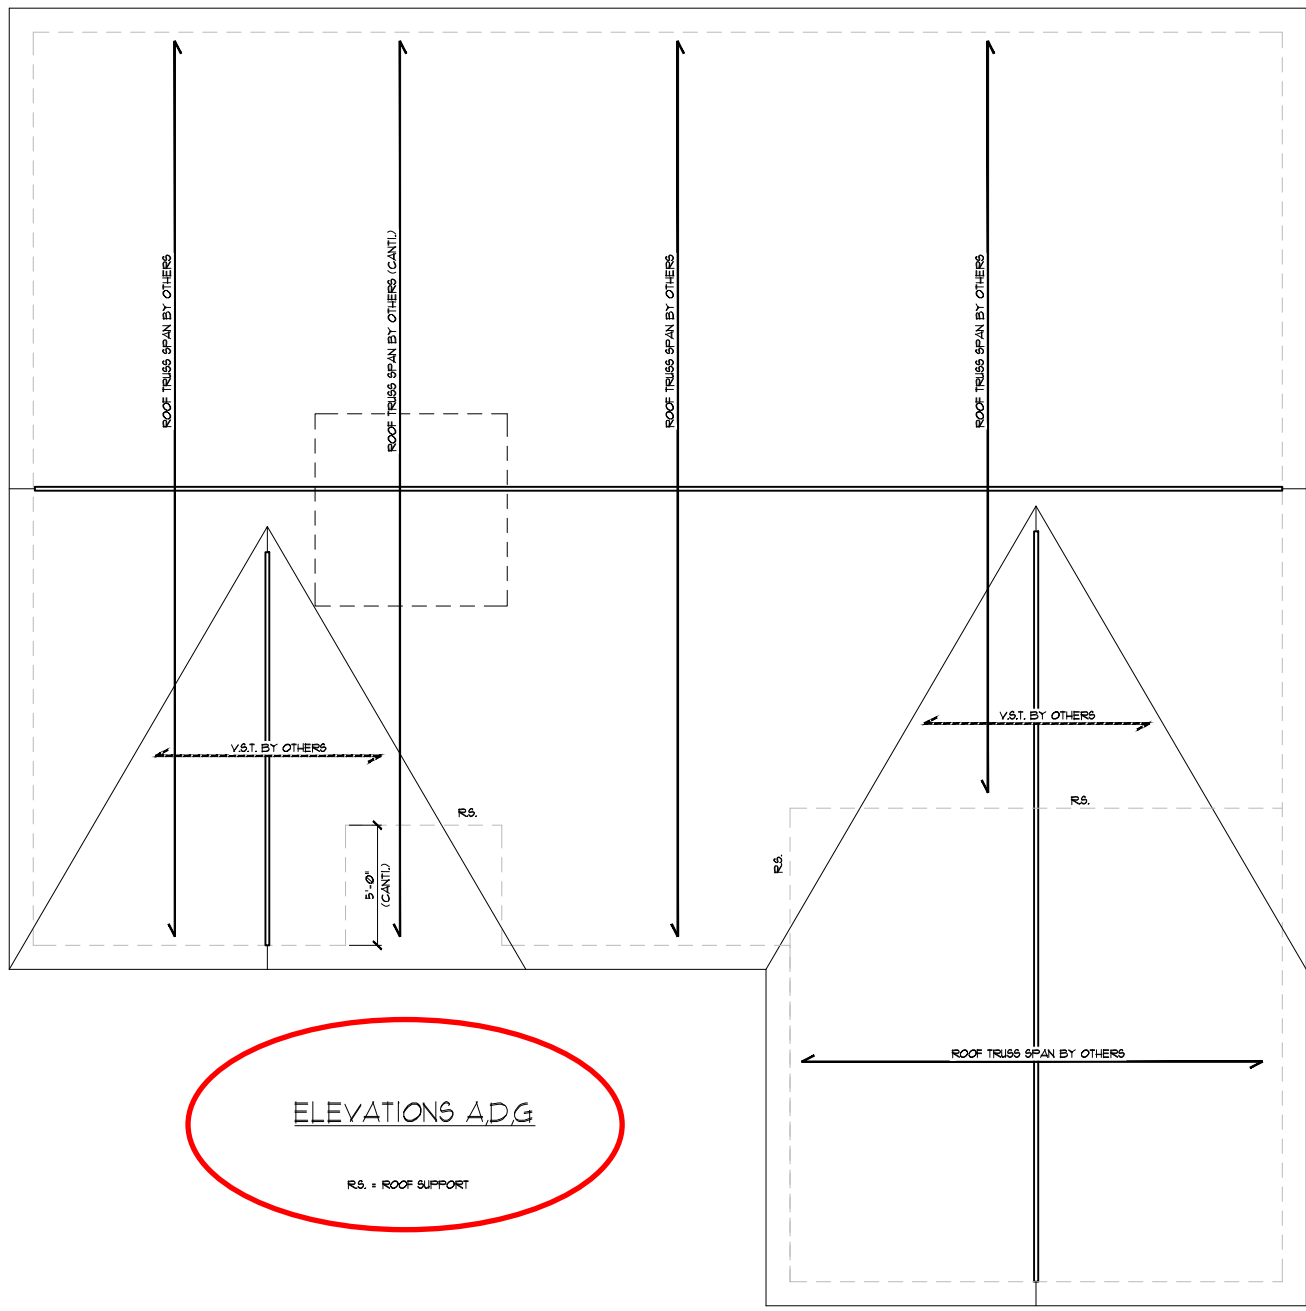 ROOF TRUSS SPAN BY OTHERS
ROOF TRUSS SPAN BY OTHERS (CANTI.)
ROOF TRUSS SPAN BY OTHERS
ROOF TRUSS SPAN BY OTHERS
V.S.T. BY OTHERS
V.S.T. BY OTHERS
R.S.
R.S.
R.S.
5'-0"
(CANTI.)
ROOF TRUSS SPAN BY OTHERS
ELEVATIONS A,D,G
R.S. = ROOF SUPPORT